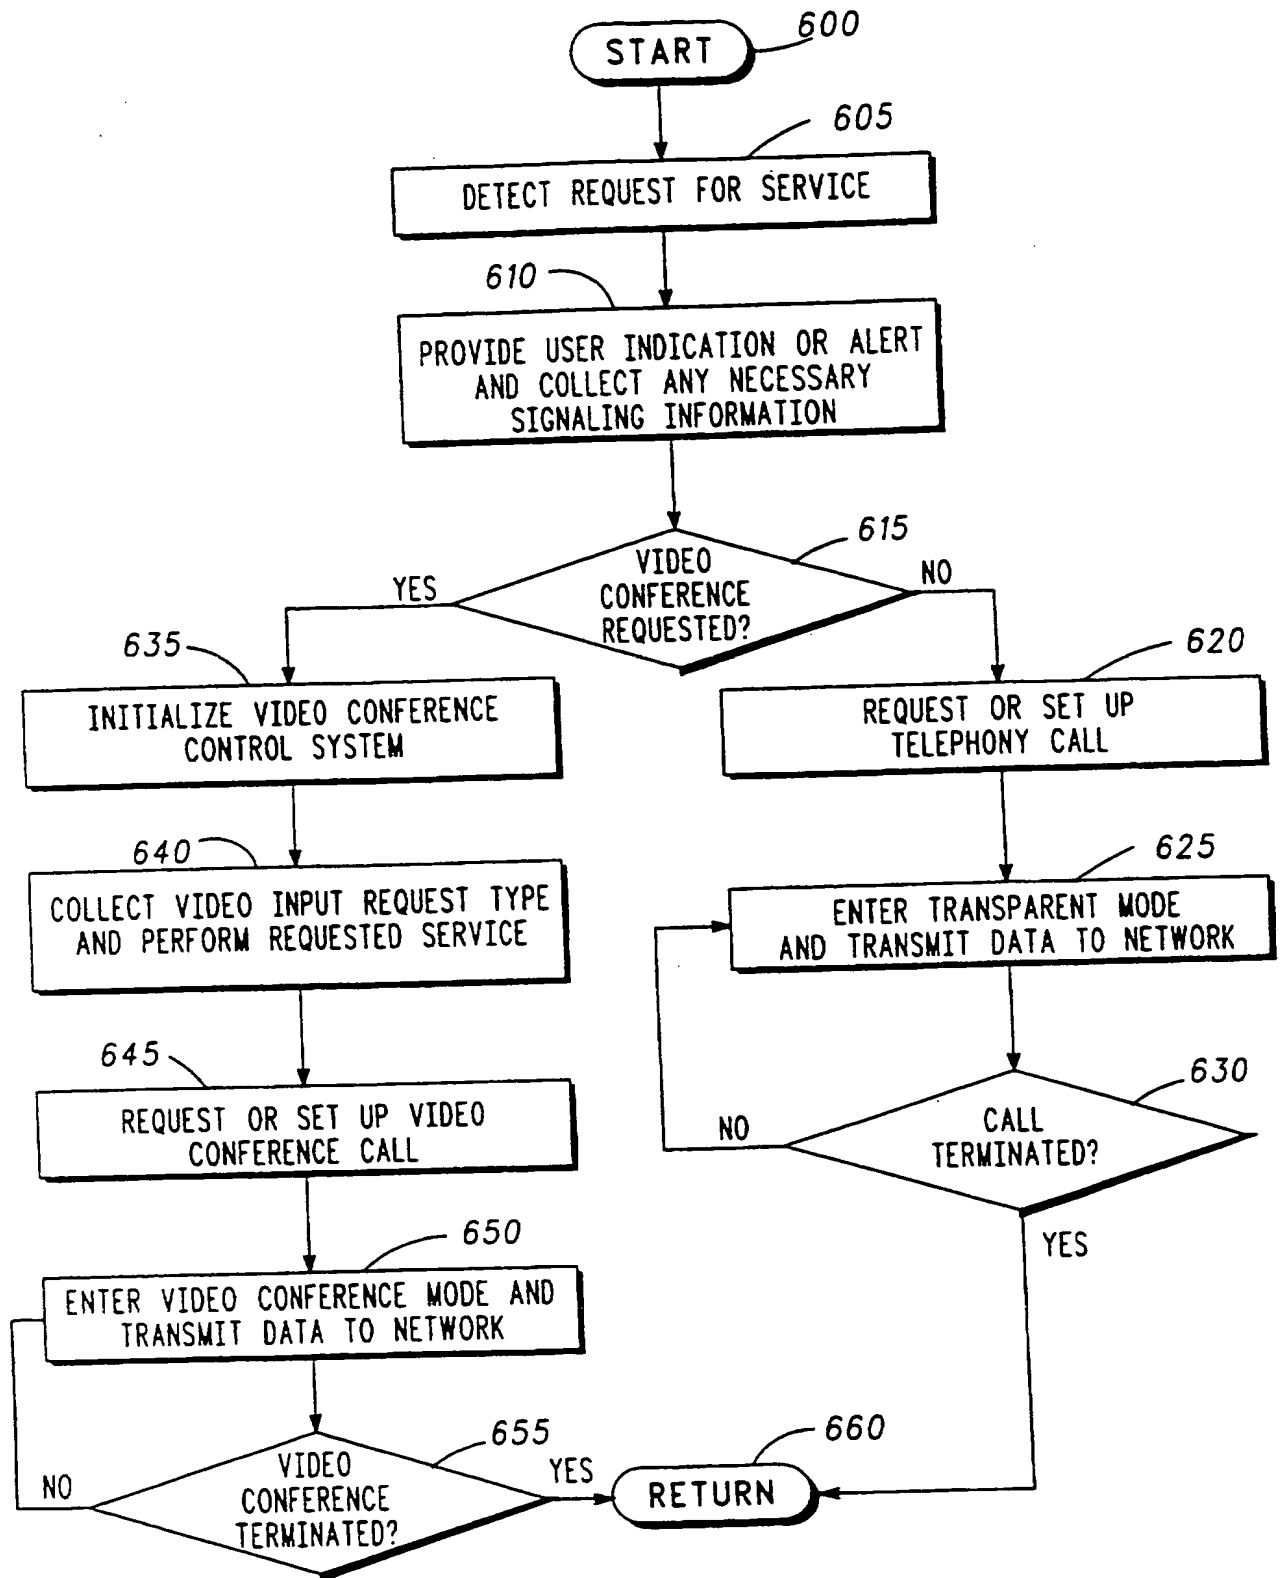 START
600
605
DETECT REQUEST FOR SERVICE
610
PROVIDE USER INDICATION OR ALERT
AND COLLECT ANY NECESSARY
SIGNALING INFORMATION
615
VIDEO
CONFERENCE
REQUESTED?
YES
NO
635
INITIALIZE VIDEO CONFERENCE
CONTROL SYSTEM
620
REQUEST OR SET UP
TELEPHONY CALL
640
COLLECT VIDEO INPUT REQUEST TYPE
AND PERFORM REQUESTED SERVICE
625
ENTER TRANSPARENT MODE
AND TRANSMIT DATA TO NETWORK
645
REQUEST OR SET UP VIDEO
CONFERENCE CALL
630
CALL
TERMINATED?
NO
YES
650
ENTER VIDEO CONFERENCE MODE AND
TRANSMIT DATA TO NETWORK
655
VIDEO
CONFERENCE
TERMINATED?
NO
YES
660
RETURN